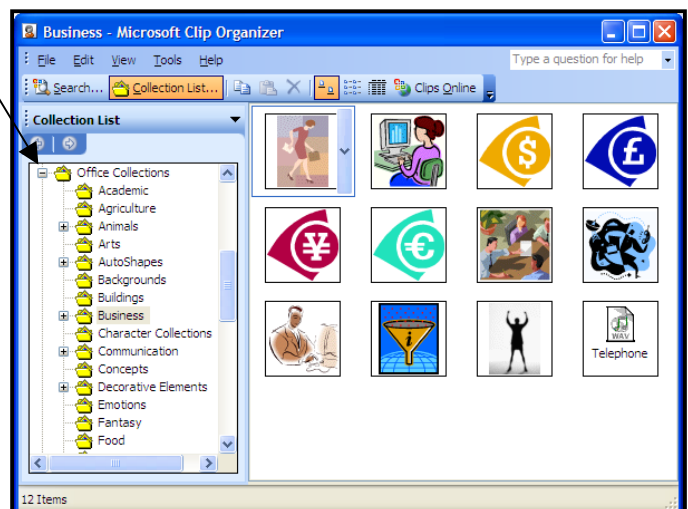 Business - Microsoft Clip Organizer
File Edit View Tools Help
Type a question for help
Search... Collection List... Clips Online
Collection List
Office Collections
Academic
Agriculture
Animals
Arts
AutoShapes
Backgrounds
Buildings
Business
Character Collections
Communication
Concepts
Decorative Elements
Emotions
Fantasy
Food
$
£
¥
€
i
WAV
Telephone
12 Items